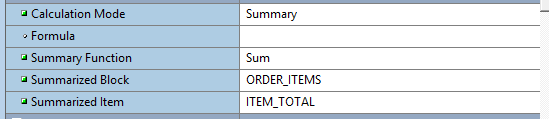 Calculation Mode Summary
Formula
Summary Function Sum
Summarized Block ORDER_ITEMS
Summarized Item ITEM_TOTAL